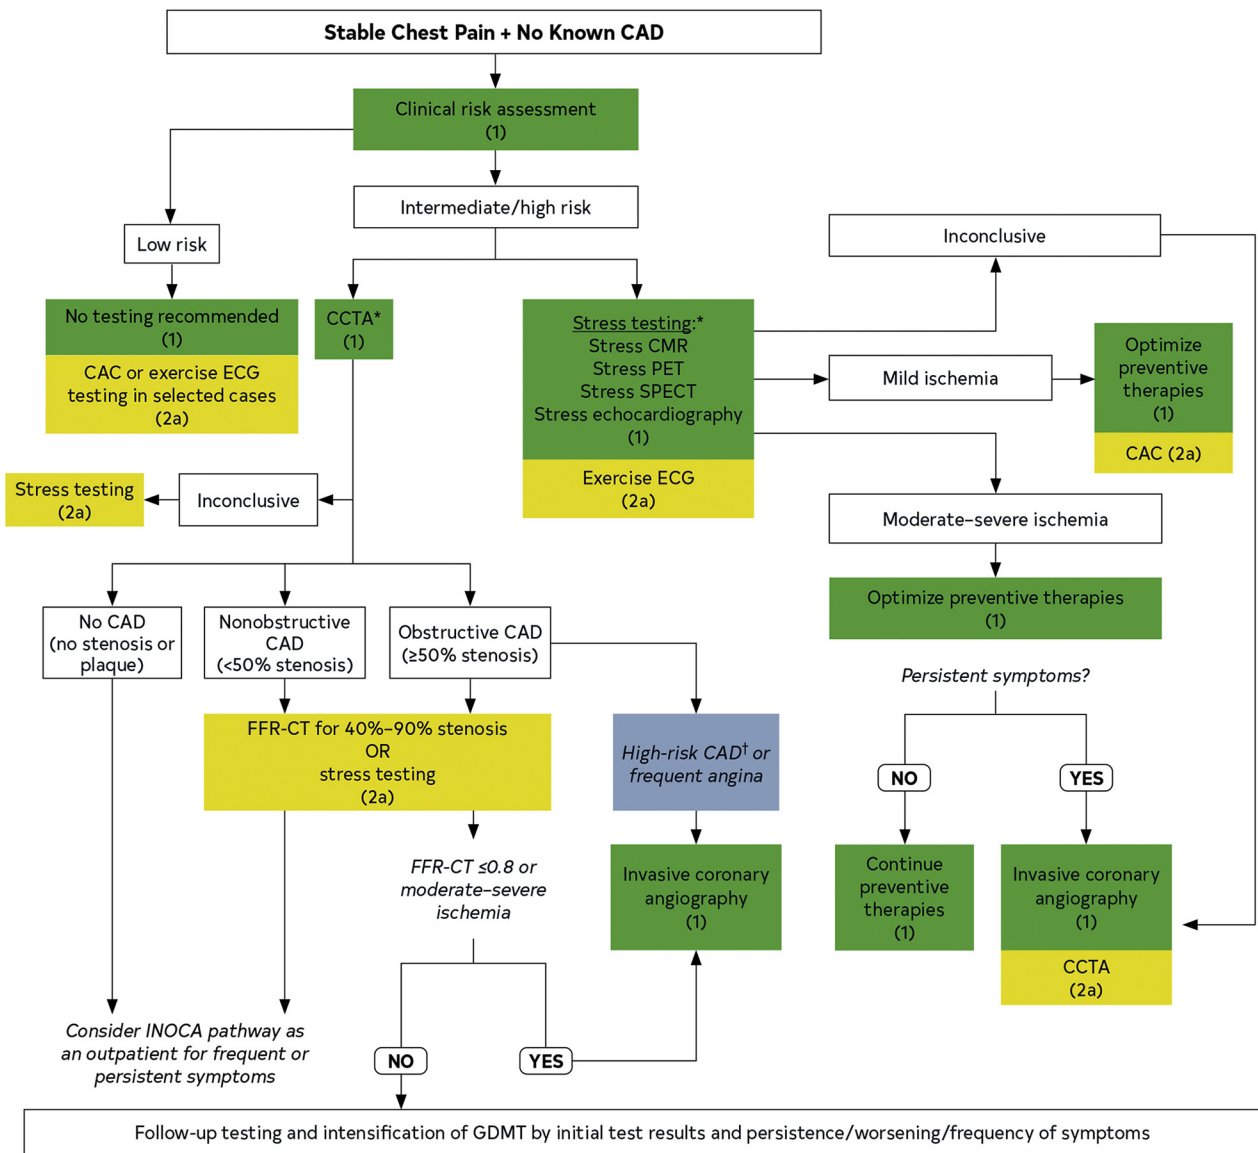 Stable Chest Pain + No Known CAD
Clinical risk assessment
(1)
Intermediate/high risk
Low risk
No testing recommended
(1)
CAC or exercise ECG
testing in selected cases
(2a)
CCTA*
(1)
Stress testing:*
Stress CMR
Stress PET
Stress SPECT
Stress echocardiography
(1)
Exercise ECG
(2a)
Inconclusive
Mild ischemia
Optimize
preventive
therapies
(1)
CAC (2a)
Moderate–severe ischemia
Optimize preventive therapies
(1)
Persistent symptoms?
NO
YES
Continue
preventive
therapies
(1)
Invasive coronary
angiography
(1)
CCTA
(2a)
Stress testing
(2a)
Inconclusive
No CAD
(no stenosis or
plaque)
Nonobstructive
CAD
(<50% stenosis)
Obstructive CAD
(≥50% stenosis)
FFR-CT for 40%–90% stenosis
OR
stress testing
(2a)
High-risk CAD† or
frequent angina
Invasive coronary
angiography
(1)
FFR-CT ≤0.8 or
moderate–severe
ischemia
NO
YES
Consider INOCA pathway as
an outpatient for frequent or
persistent symptoms
Follow-up testing and intensification of GDMT by initial test results and persistence/worsening/frequency of symptoms